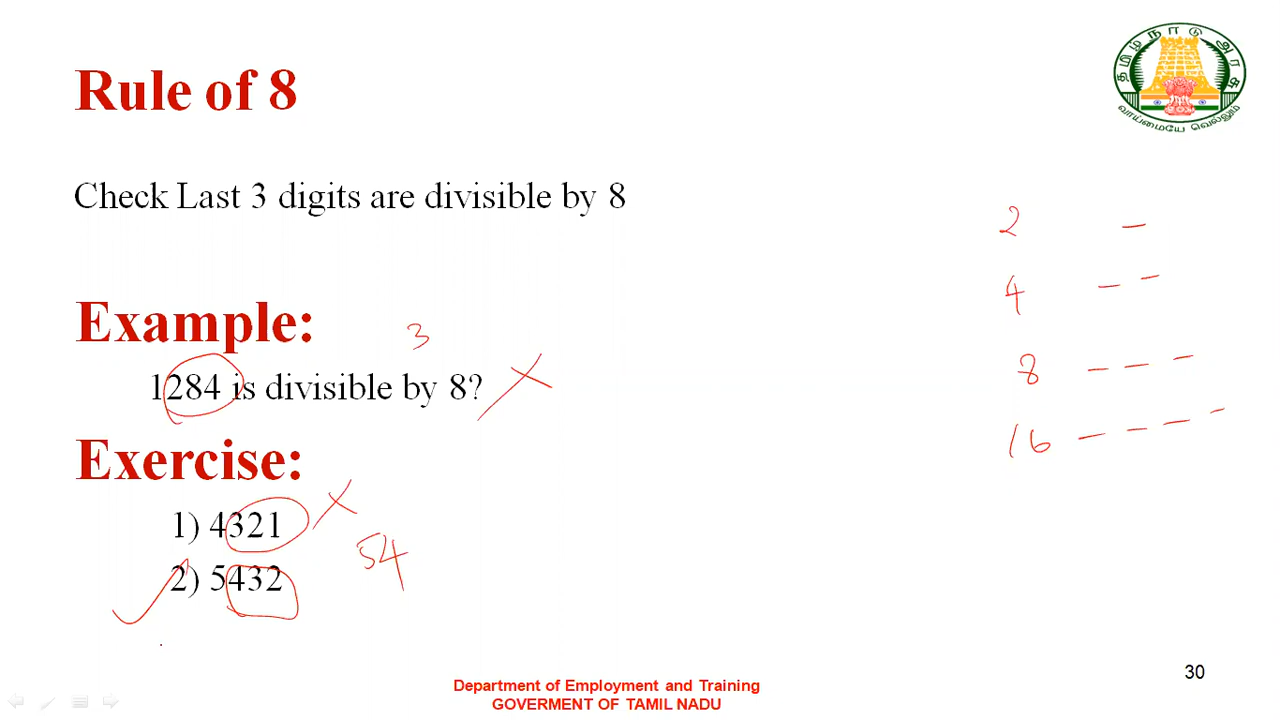 தமிழ்நாடு அரசு
வாய்மையே வெல்லும்
Rule of 8
Check Last 3 digits are divisible by 8
2 –
4 – –
8 – – –
16 – – – –
Example:
3
1284 is divisible by 8?
Exercise:
1) 4321
54
2) 5432
30
Department of Employment and Training
GOVERMENT OF TAMIL NADU